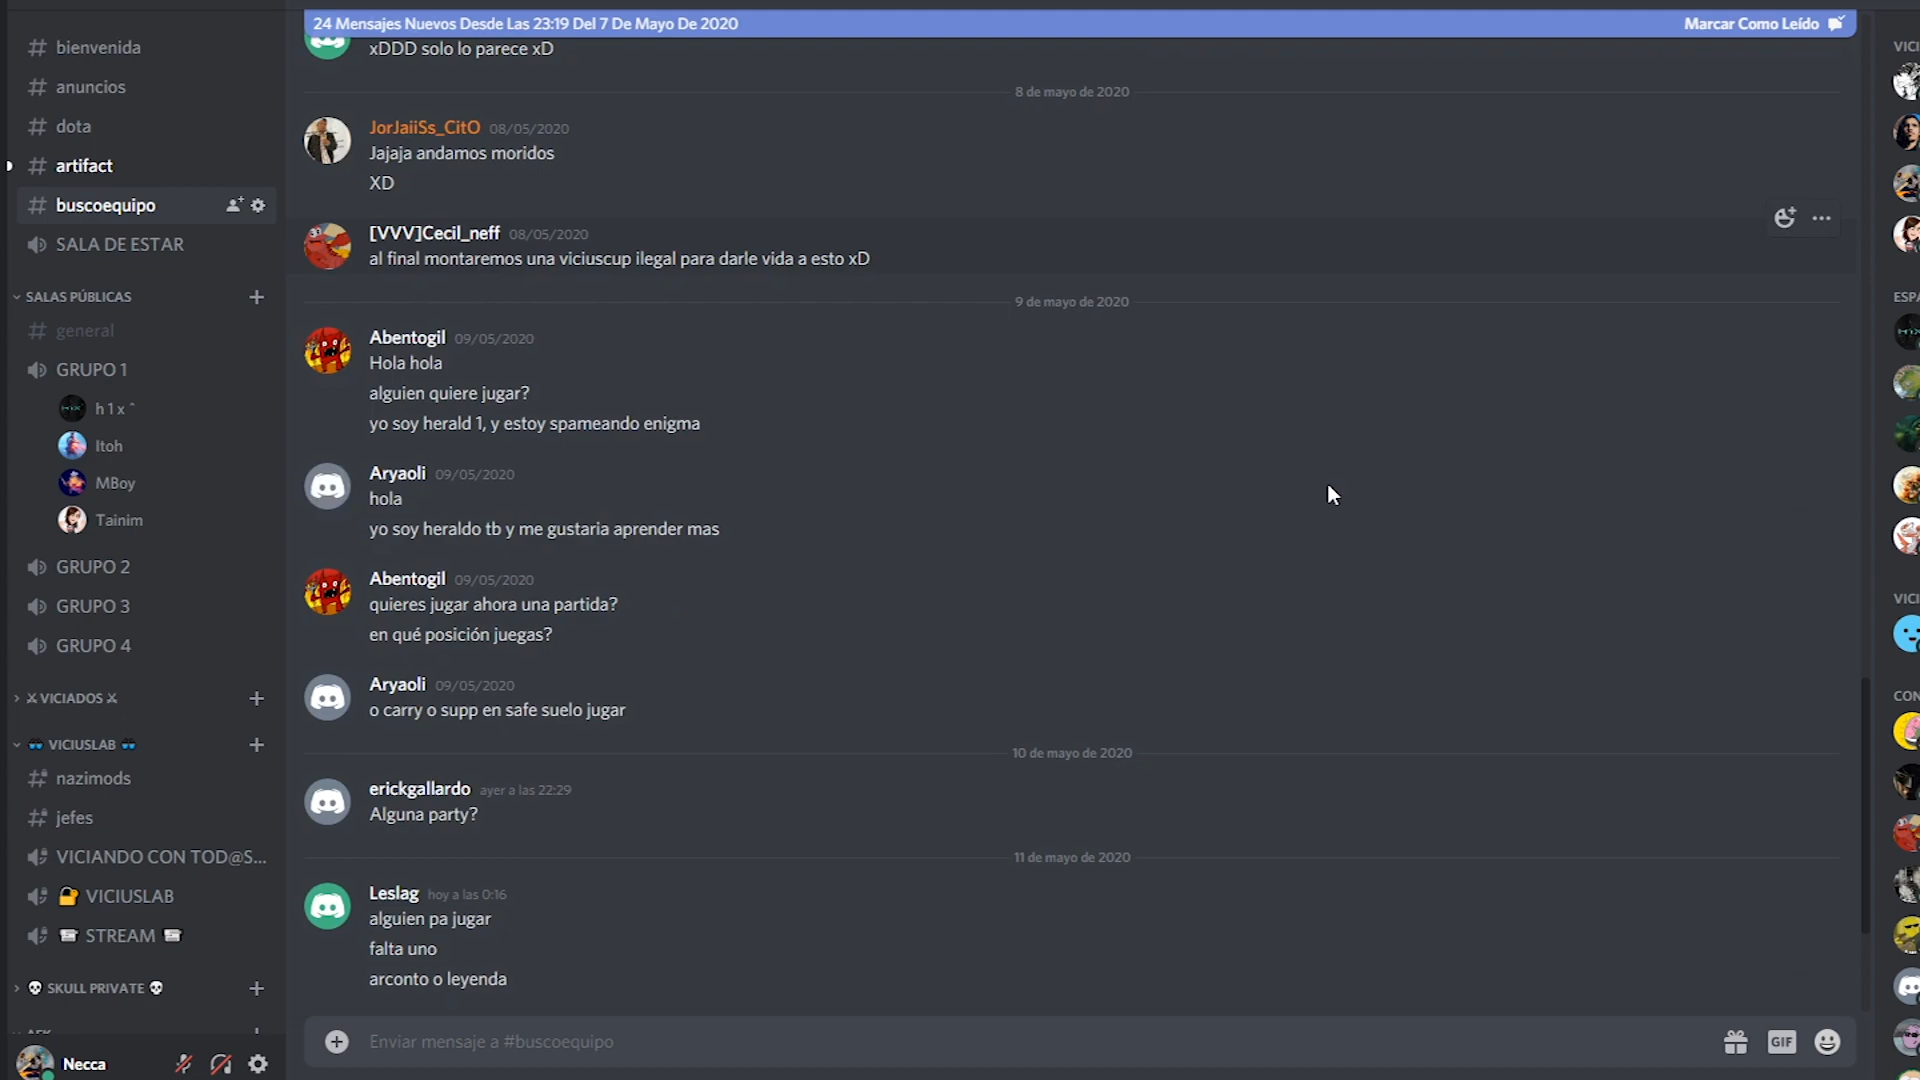 bienvenida
anuncios
dota
artifact
buscoequipo
SALA DE ESTAR
SALAS PÚBLICAS
general
GRUPO 1
h 1 x ˆ
Itoh
MBoy
Tainim
GRUPO 2
GRUPO 3
GRUPO 4
VICIADOS
VICIUSLAB
nazimods
jefes
VICIANDO CON TOD@S...
VICIUSLAB
STREAM
SKULL PRIVATE
Necca
24 Mensajes Nuevos Desde Las 23:19 Del 7 De Mayo De 2020
Marcar Como Leído
xDDD solo lo parece xD
8 de mayo de 2020
JorJaiiSs_CitO 08/05/2020
Jajaja andamos moridos
XD
[VVV]Cecil_neff 08/05/2020
al final montaremos una viciuscup ilegal para darle vida a esto xD
9 de mayo de 2020
Abentogil 09/05/2020
Hola hola
alguien quiere jugar?
yo soy herald 1, y estoy spameando enigma
Aryaoli 09/05/2020
hola
yo soy heraldo tb y me gustaria aprender mas
Abentogil 09/05/2020
quieres jugar ahora una partida?
en qué posición juegas?
Aryaoli 09/05/2020
o carry o supp en safe suelo jugar
10 de mayo de 2020
erickgallardo ayer a las 22:29
Alguna party?
11 de mayo de 2020
Leslag hoy a las 0:16
alguien pa jugar
falta uno
arconto o leyenda
Enviar mensaje a #buscoequipo
GIF
VICI
ESPA
VICI
CON